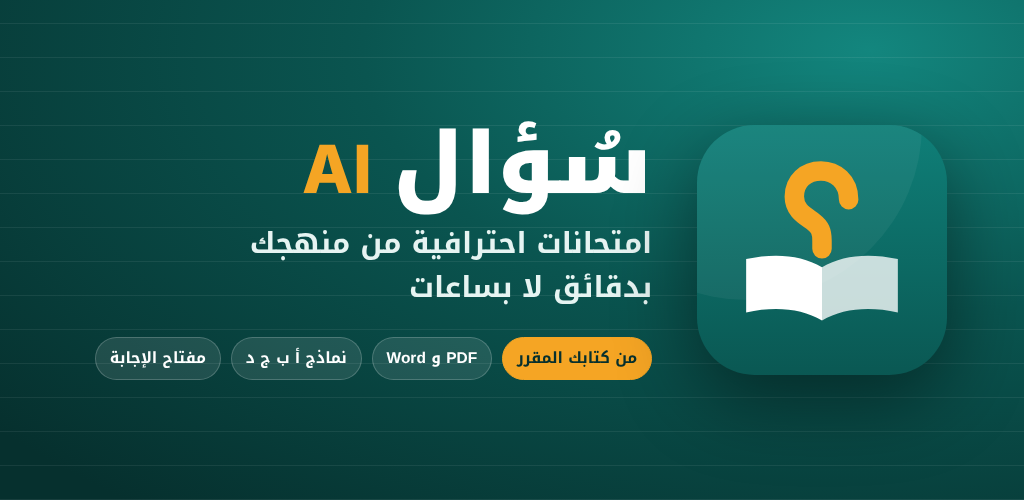 سُؤال AI
امتحانات احترافية من منهجك
بدقائق لا بساعات
من كتابك المقرر
PDF و Word
نماذج أ ب ج د
مفتاح الإجابة